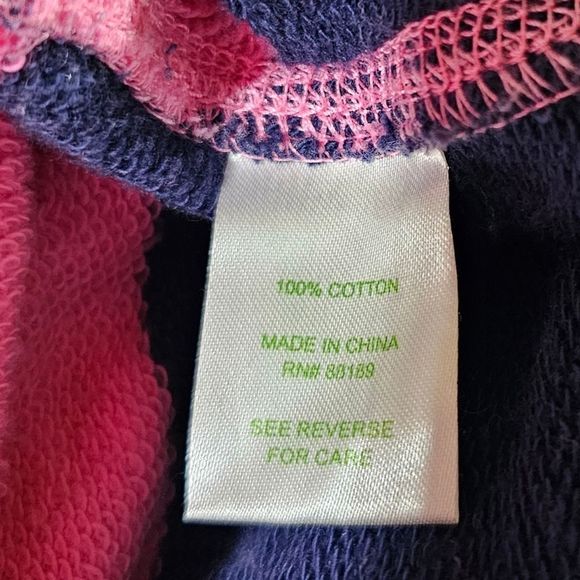 100% COTTON
MADE IN CHINA
RN# 88189
SEE REVERSE
FOR CARE